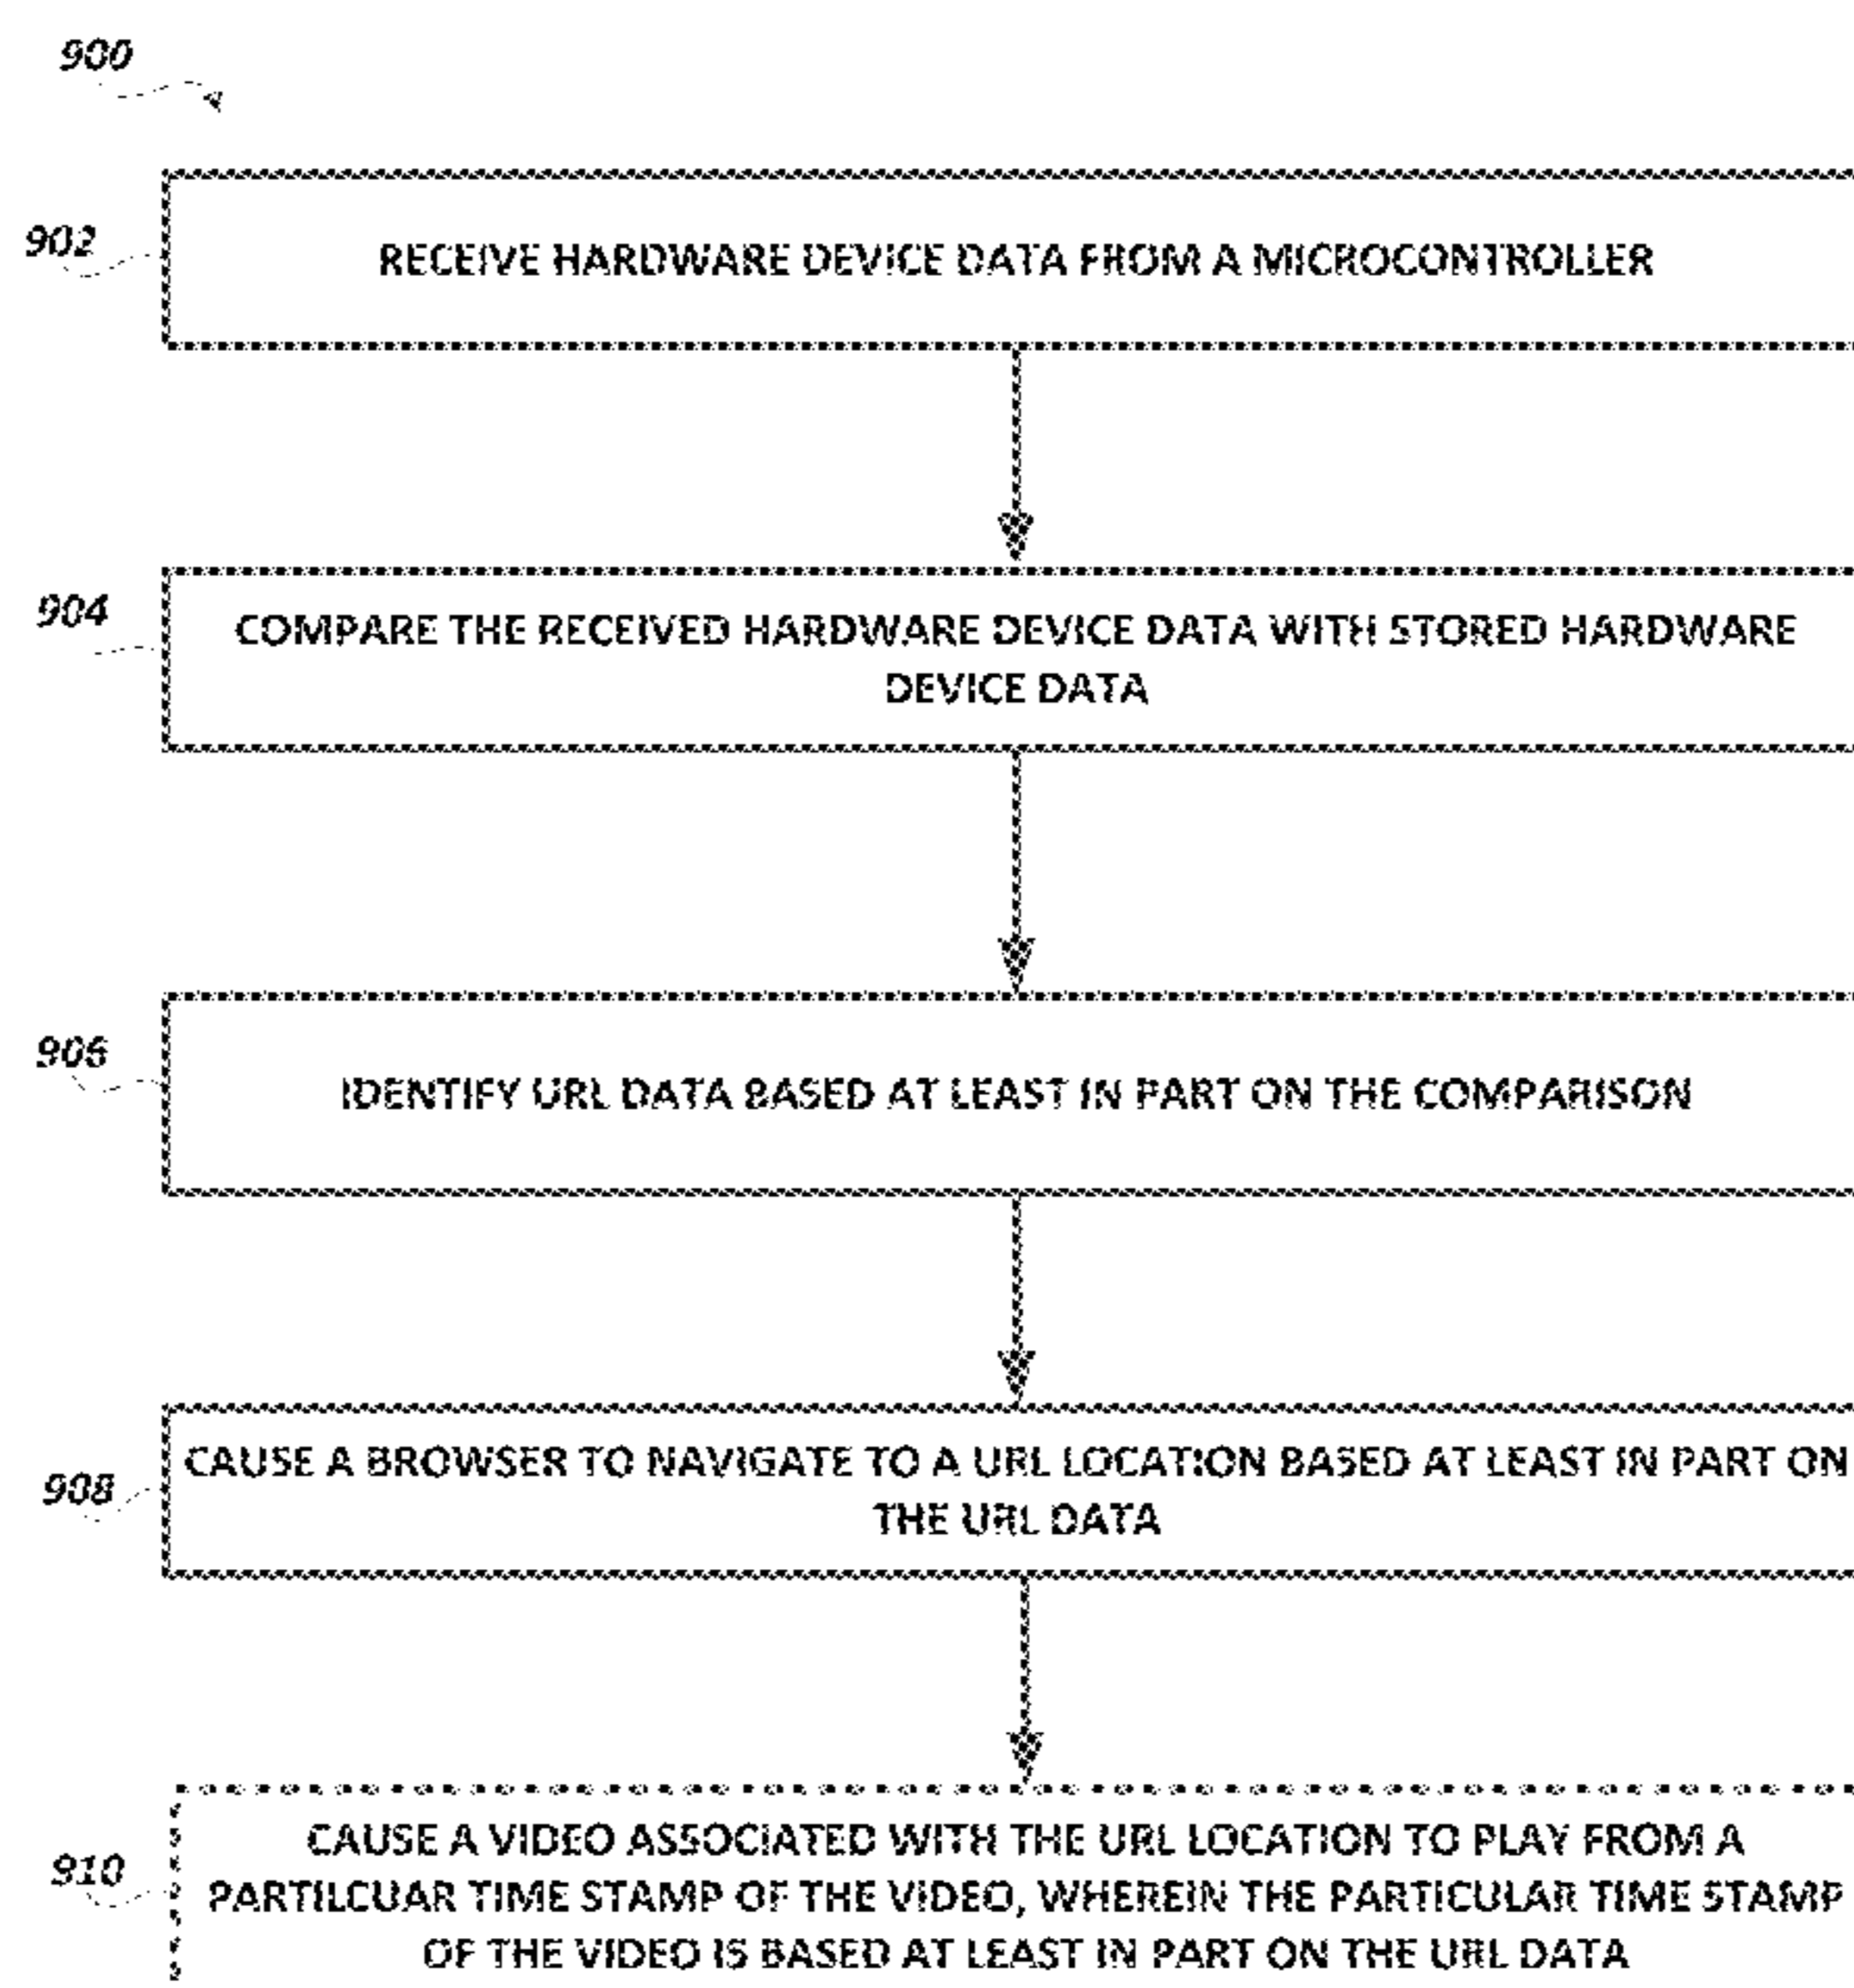 900
902
RECEIVE HARDWARE DEVICE DATA FROM A MICROCONTROLLER
904
COMPARE THE RECEIVED HARDWARE DEVICE DATA WITH STORED HARDWARE
DEVICE DATA
906
IDENTIFY URL DATA BASED AT LEAST IN PART ON THE COMPARISON
908
CAUSE A BROWSER TO NAVIGATE TO A URL LOCATION BASED AT LEAST IN PART ON
THE URL DATA
910
CAUSE A VIDEO ASSOCIATED WITH THE URL LOCATION TO PLAY FROM A
PARTILCUAR TIME STAMP OF THE VIDEO, WHEREIN THE PARTICULAR TIME STAMP
OF THE VIDEO IS BASED AT LEAST IN PART ON THE URL DATA